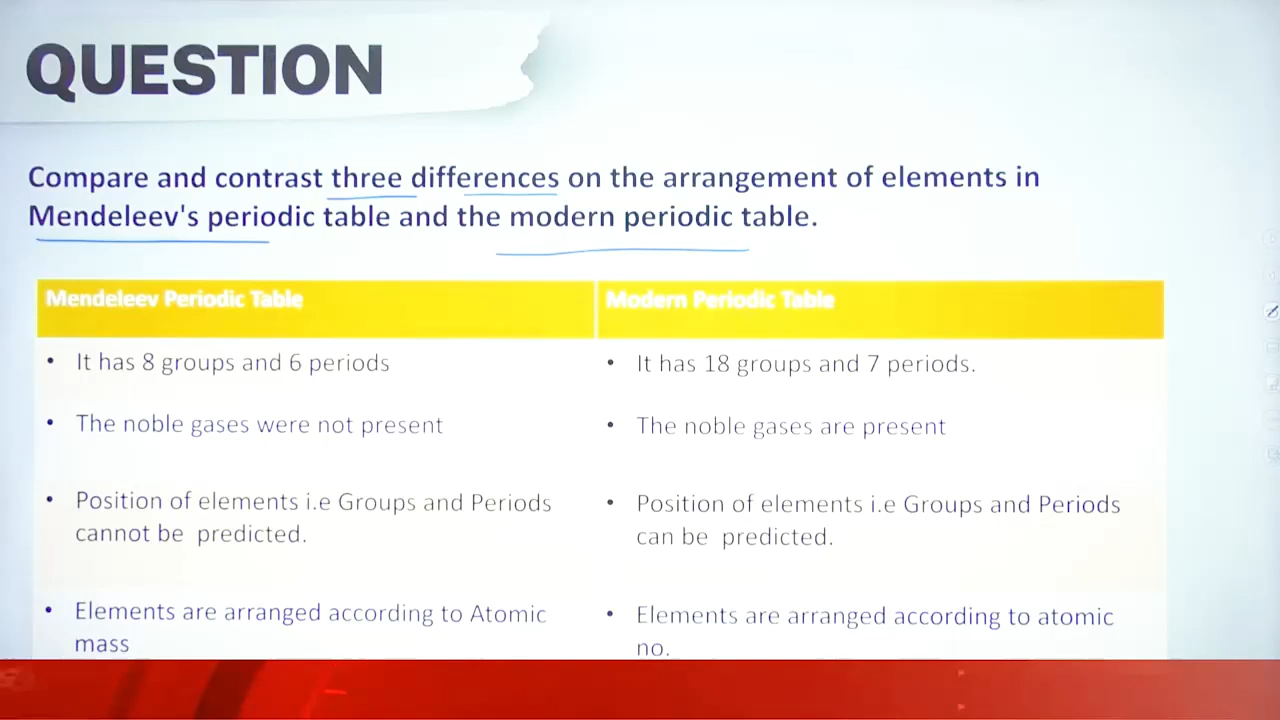 QUESTION
Compare and contrast three differences on the arrangement of elements in
Mendeleev's periodic table and the modern periodic table.
Mendeleev Periodic Table
Modern Periodic Table
• It has 8 groups and 6 periods
• It has 18 groups and 7 periods.
• The noble gases were not present
• The noble gases are present
• Position of elements i.e Groups and Periods
cannot be predicted.
• Position of elements i.e Groups and Periods
can be predicted.
• Elements are arranged according to Atomic
mass
• Elements are arranged according to atomic
no.